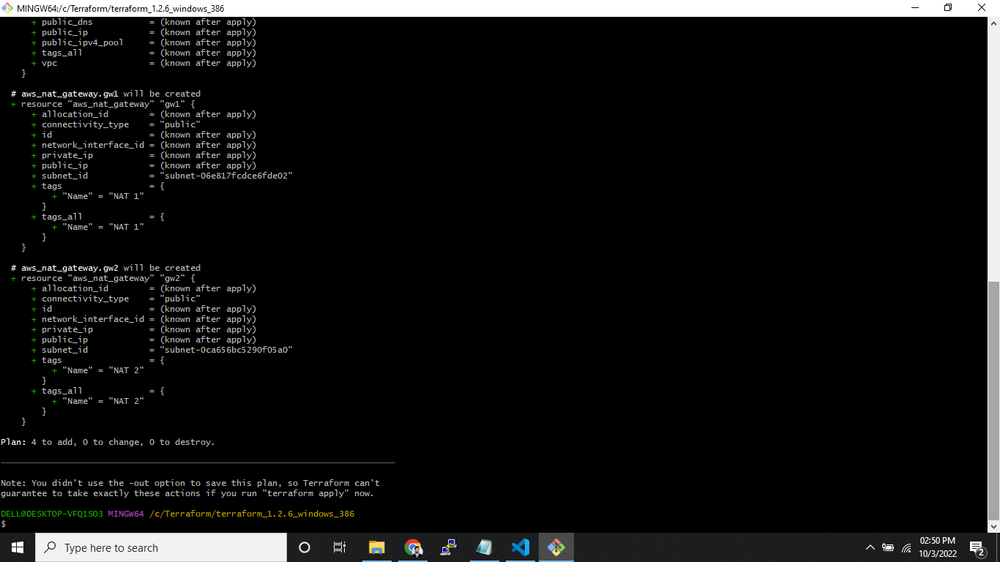 MINGW64:/c/Terraform/terraform_1.2.6_windows_386
      + public_dns           = (known after apply)
      + public_ip            = (known after apply)
      + public_ipv4_pool     = (known after apply)
      + tags_all             = (known after apply)
      + vpc                  = (known after apply)
    }
  # aws_nat_gateway.gw1 will be created
  + resource "aws_nat_gateway" "gw1" {
      + allocation_id        = (known after apply)
      + connectivity_type    = "public"
      + id                   = (known after apply)
      + network_interface_id = (known after apply)
      + private_ip           = (known after apply)
      + public_ip            = (known after apply)
      + subnet_id            = "subnet-06e817fcdce6fde02"
      + tags                 = {
          + "Name" = "NAT 1"
        }
      + tags_all             = {
          + "Name" = "NAT 1"
        }
    }
  # aws_nat_gateway.gw2 will be created
  + resource "aws_nat_gateway" "gw2" {
      + allocation_id        = (known after apply)
      + connectivity_type    = "public"
      + id                   = (known after apply)
      + network_interface_id = (known after apply)
      + private_ip           = (known after apply)
      + public_ip            = (known after apply)
      + subnet_id            = "subnet-0ca656bc5290f05a0"
      + tags                 = {
          + "Name" = "NAT 2"
        }
      + tags_all             = {
          + "Name" = "NAT 2"
        }
    }
Plan: 4 to add, 0 to change, 0 to destroy.
Note: You didn't use the -out option to save this plan, so Terraform can't
guarantee to take exactly these actions if you run "terraform apply" now.
DELL@DESKTOP-VFQ1SO3 MINGW64 /c/Terraform/terraform_1.2.6_windows_386
$
Type here to search
02:50 PM
10/3/2022
2